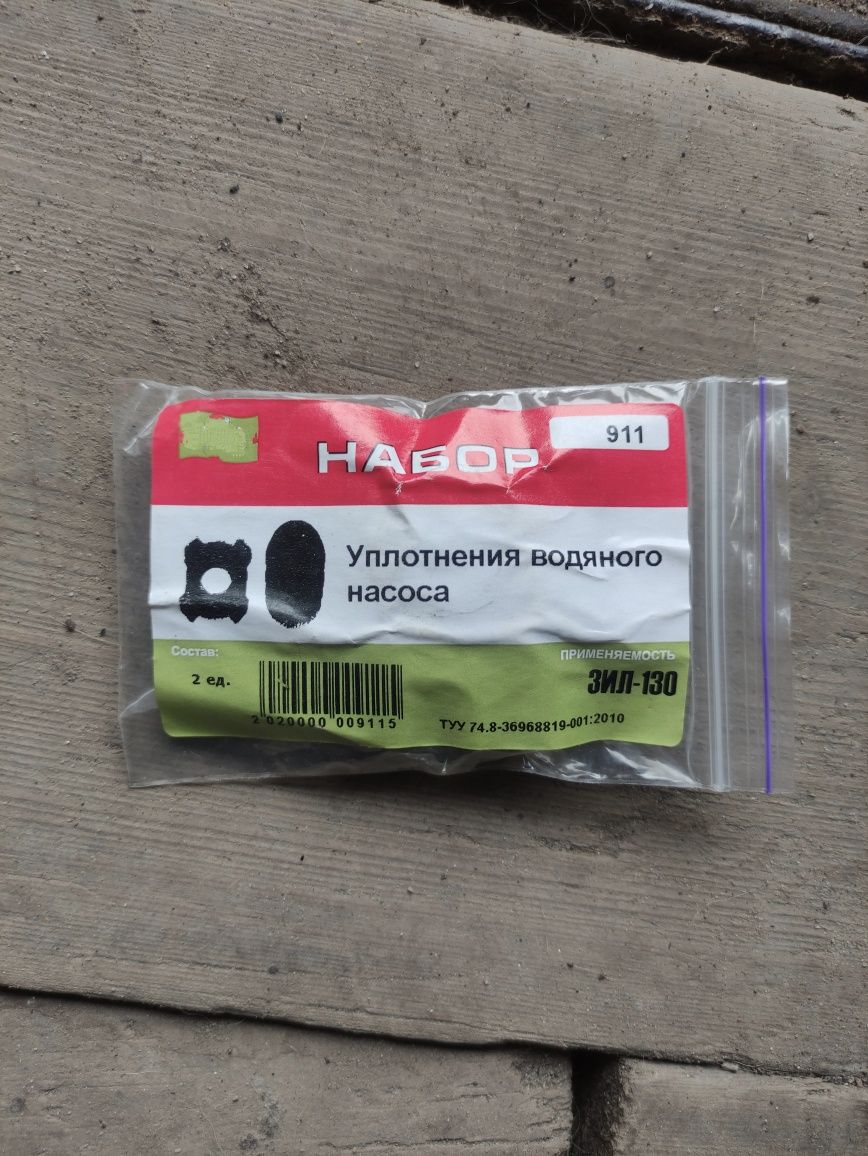 НАБОР
911
Уплотнения водяного
насоса
Состав:
2 ед.
2 020000 009115
ПРИМЕНЯЕМОСТЬ
ЗИЛ-130
ТУУ 74.8-36968819-001:2010